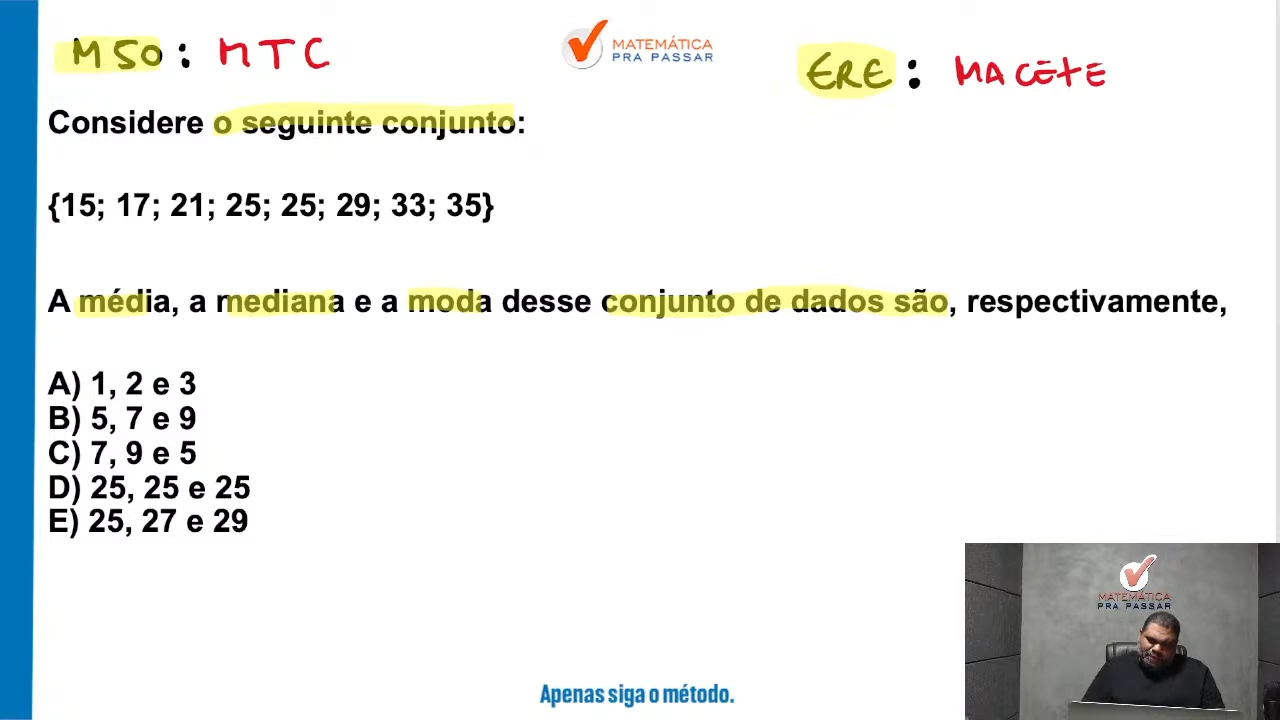 M50: MTC
MATEMÁTICA
PRA PASSAR
ERE: MACETE
Considere o seguinte conjunto:
{15; 17; 21; 25; 25; 29; 33; 35}
A média, a mediana e a moda desse conjunto de dados são, respectivamente,
A) 1, 2 e 3
B) 5, 7 e 9
C) 7, 9 e 5
D) 25, 25 e 25
E) 25, 27 e 29
MATEMÁTICA
PRA PASSAR
Apenas siga o método.